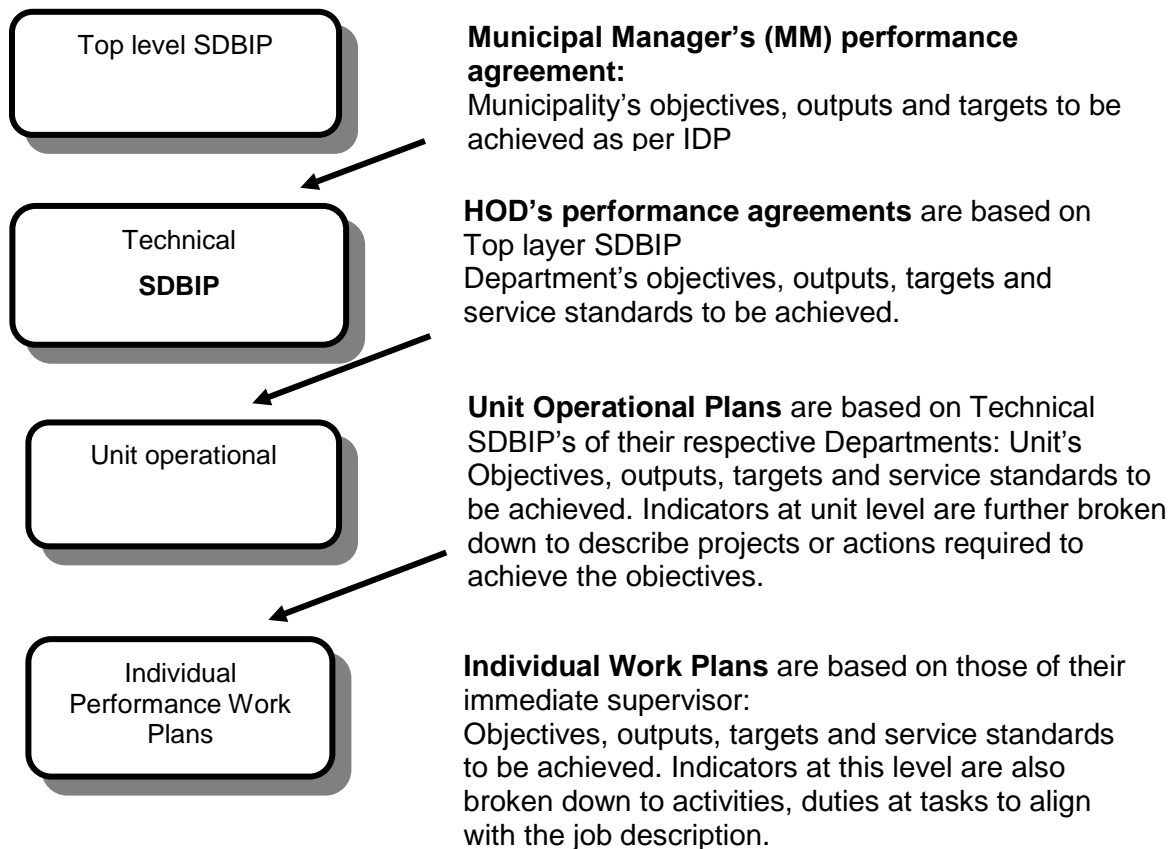 Top level SDBIP
Municipal Manager's (MM) performance
agreement:
Municipality's objectives, outputs and targets to be
achieved as per IDP
Technical
SDBIP
HOD's performance agreements are based on
Top layer SDBIP
Department's objectives, outputs, targets and
service standards to be achieved.
Unit operational
Unit Operational Plans are based on Technical
SDBIP's of their respective Departments: Unit's
Objectives, outputs, targets and service standards to
be achieved. Indicators at unit level are further broken
down to describe projects or actions required to
achieve the objectives.
Individual
Performance Work
Plans
Individual Work Plans are based on those of their
immediate supervisor:
Objectives, outputs, targets and service standards
to be achieved. Indicators at this level are also
broken down to activities, duties at tasks to align
with the job description.